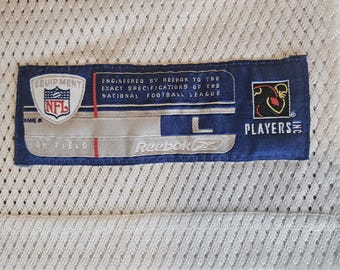 EQUIPMENT
NFL
NAME #
ON FIELD
ENGINEERED BY REEBOK TO THE
EXACT SPECIFICATIONS OF THE
NATIONAL FOOTBALL LEAGUE
L
Reebok
PLAYERS INC